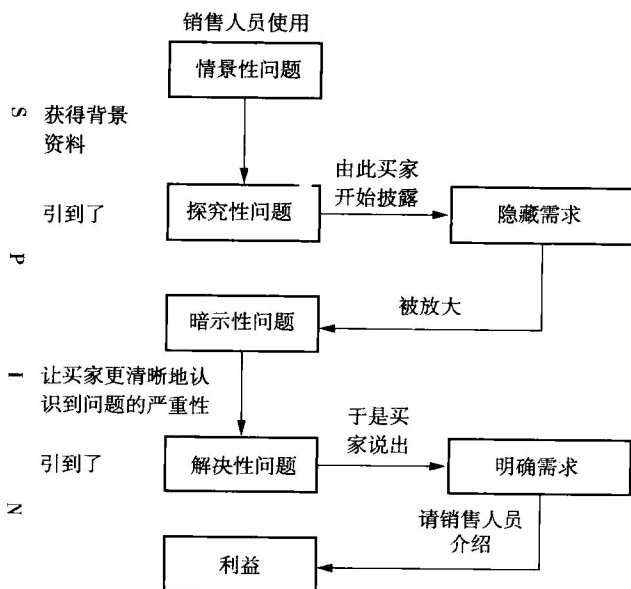 销售人员使用
情景性问题
S
获得背景
资料
引到了
探究性问题
由此买家
开始披露
隐藏需求
P
暗示性问题
被放大
I
让买家更清晰地认
识到问题的严重性
引到了
解决性问题
于是买
家说出
明确需求
N
请销售人员
介绍
利益